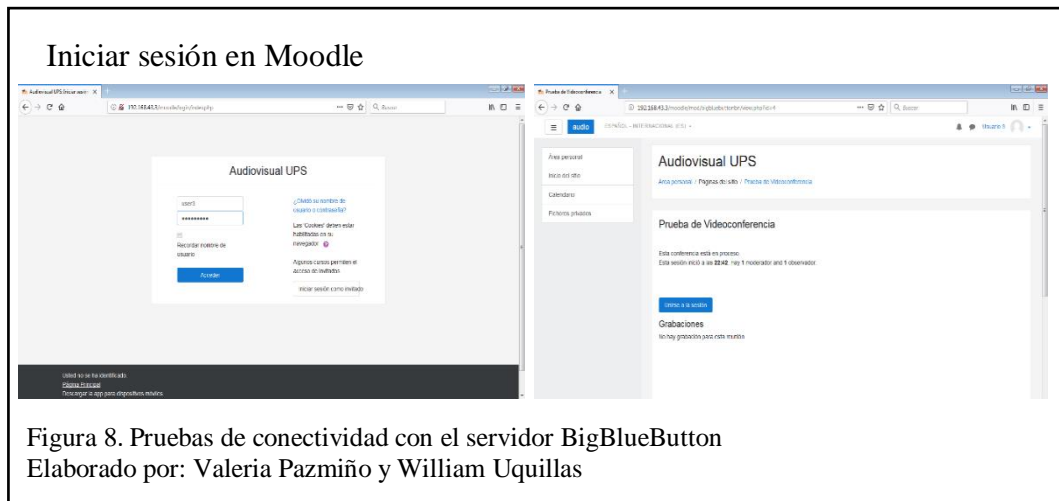 Iniciar sesión en Moodle
Audiovisual UPS
user5
•••••••••
Recordar nombre de
usuario
Acceder
¿Olvidó su nombre de
usuario o contraseña?
Las 'Cookies' deben estar
habilitadas en su
navegador
Algunos cursos permiten el
acceso de invitados
Iniciar sesión como invitado
Usted no se ha identificado.
Página Principal
Descargar la app para dispositivos móviles
Prueba de Videoconferencia
audio
ESPAÑOL - INTERNACIONAL (ES)
Área personal
Inicio del sitio
Calendario
Ficheros privados
Audiovisual UPS
Área personal / Páginas del sitio / Prueba de Videoconferencia
Prueba de Videoconferencia
Esta conferencia está en proceso.
Esta sesión inició a las 22:42. Hay 1 moderador and 1 observador.
Unirse a la sesión
Grabaciones
No hay grabación para esta reunión
Figura 8. Pruebas de conectividad con el servidor BigBlueButton
Elaborado por: Valeria Pazmiño y William Uquillas